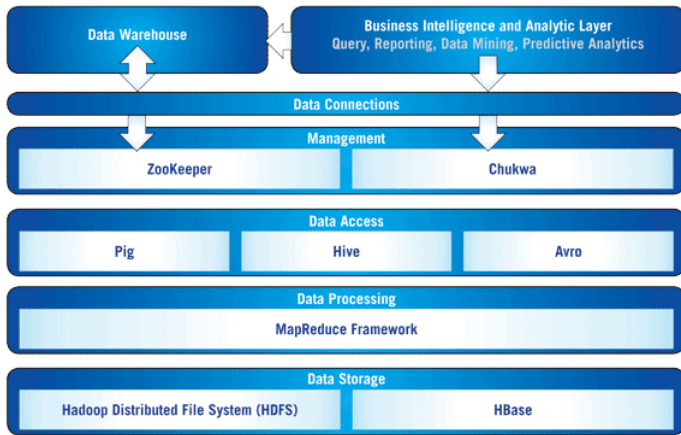 Data Warehouse
Business Intelligence and Analytic Layer
Query, Reporting, Data Mining, Predictive Analytics
Data Connections
Management
ZooKeeper
Chukwa
Data Access
Pig
Hive
Avro
Data Processing
MapReduce Framework
Data Storage
Hadoop Distributed File System (HDFS)
HBase